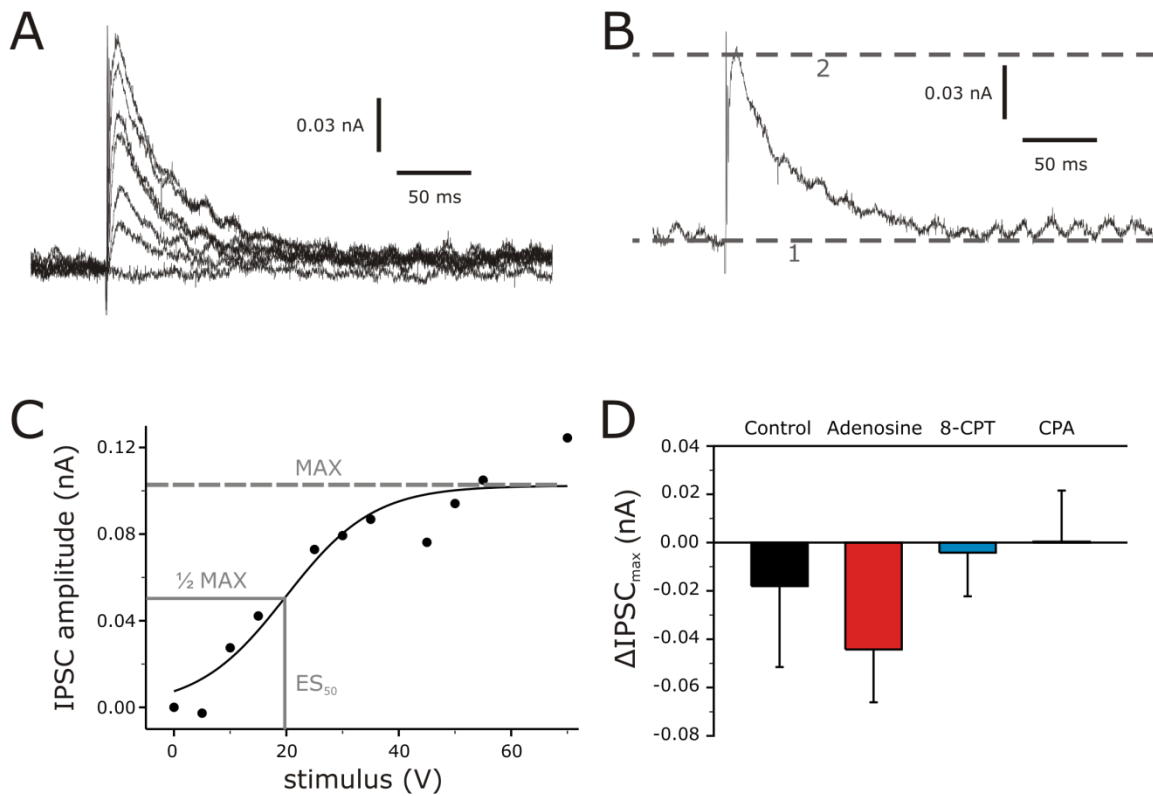 A
0.03 nA
50 ms
B
2
0.03 nA
50 ms
1
C
IPSC amplitude (nA)
0.12
0.08
0.04
0.00
MAX
½ MAX
ES₅₀
0 20 40 60
stimulus (V)
D
Control Adenosine 8-CPT CPA
ΔIPSCmax (nA)
0.04
0.02
0.00
-0.02
-0.04
-0.06
-0.08